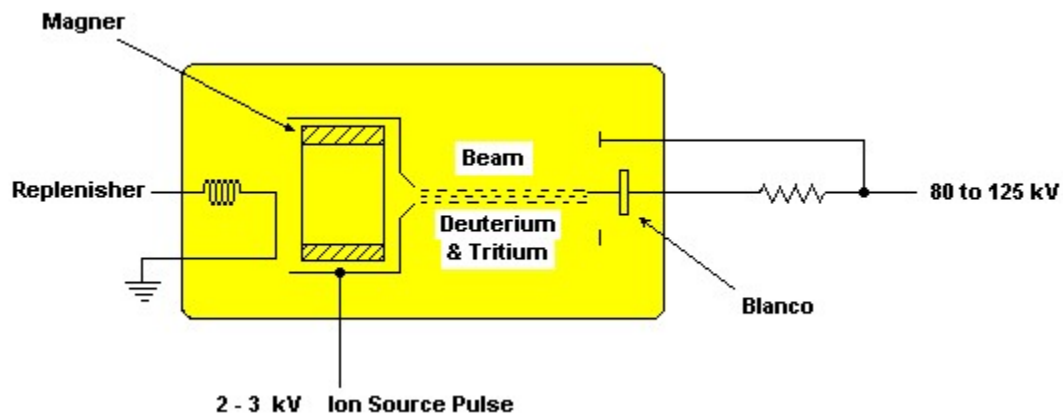 Magner
Beam
Replenisher
80 to 125 kV
Deuterium
& Tritium
Blanco
2 - 3 kV Ion Source Pulse